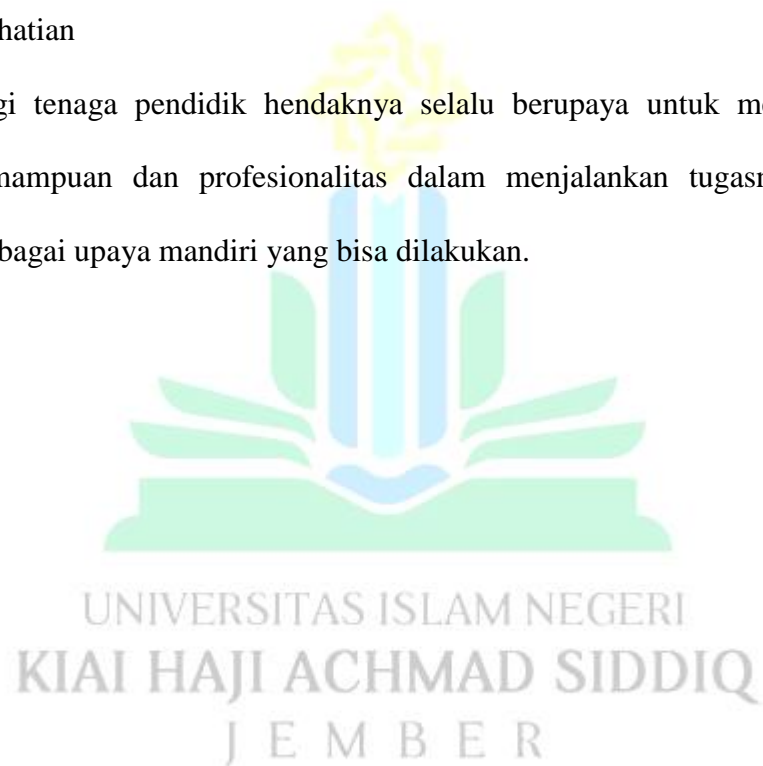 hatian
gi tenaga pendidik hendaknya selalu berupaya untuk me
mampuan dan profesionalitas dalam menjalankan tugasn
bagai upaya mandiri yang bisa dilakukan.
UNIVERSITAS ISLAM NEGERI
KIAI HAJI ACHMAD SIDDIQ
JEMBER